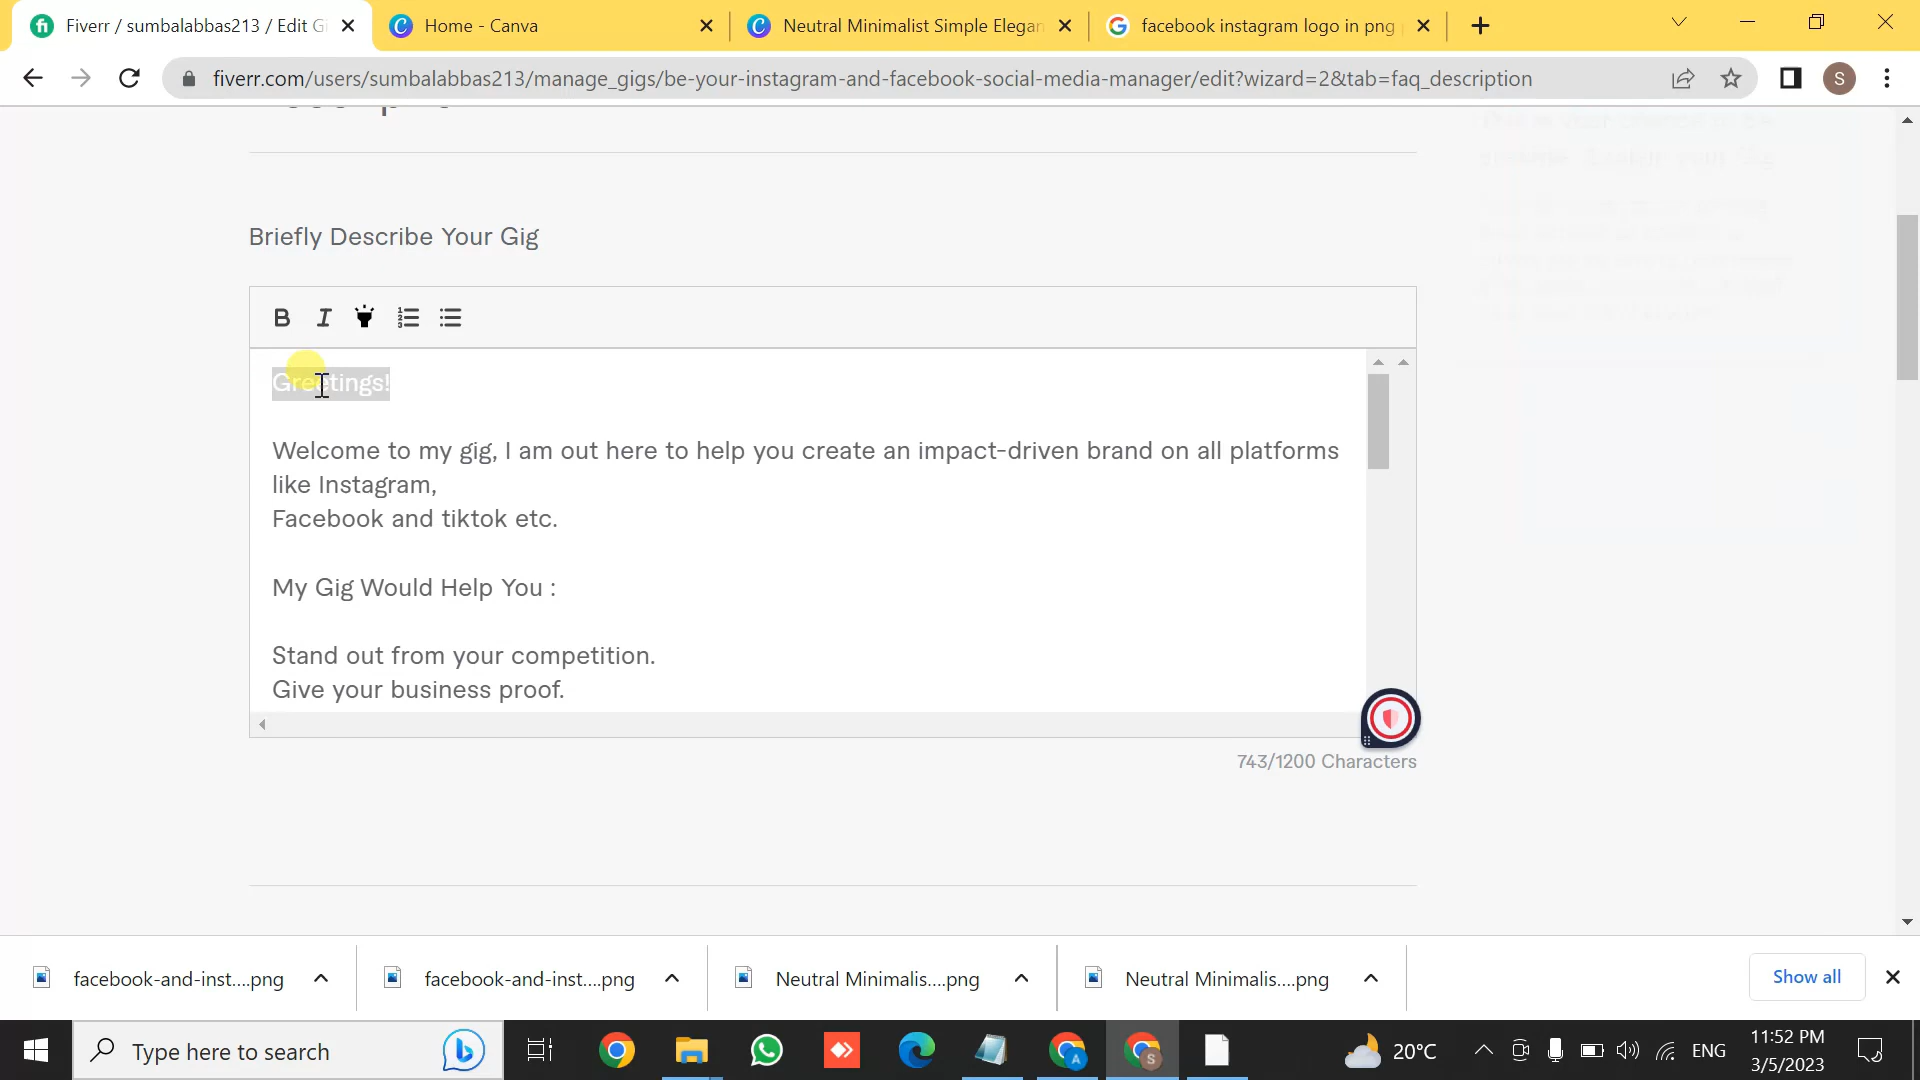 Fiverr / sumbalabbas213 / Edit Gi
Home - Canva
Neutral Minimalist Simple Elegan
facebook instagram logo in png
fiverr.com/users/sumbalabbas213/manage_gigs/be-your-instagram-and-facebook-social-media-manager/edit?wizard=2&tab=faq_description
S
Briefly Describe Your Gig
B I
Greetings!
Welcome to my gig, I am out here to help you create an impact-driven brand on all platforms
like Instagram,
Facebook and tiktok etc.
My Gig Would Help You :
Stand out from your competition.
Give your business proof.
743/1200 Characters
facebook-and-inst....png
facebook-and-inst....png
Neutral Minimalis....png
Neutral Minimalis....png
Show all
Type here to search
A
S
20°C
ENG
11:52 PM
3/5/2023